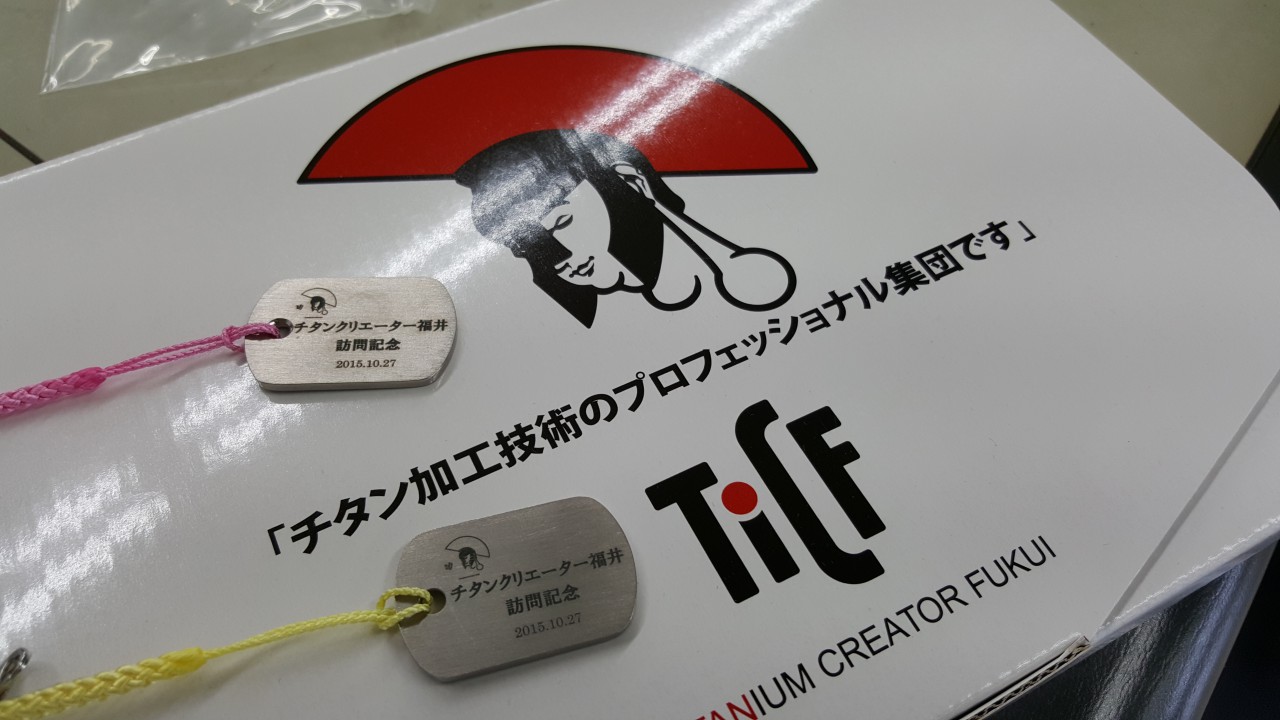 「チタン加工技術のプロフェッショナル集団です」
TiCF
TANIUM CREATOR FUKUI
チタンクリエーター福井
訪問記念
2015.10.27
チタンクリエーター福井
訪問記念
2015.10.27